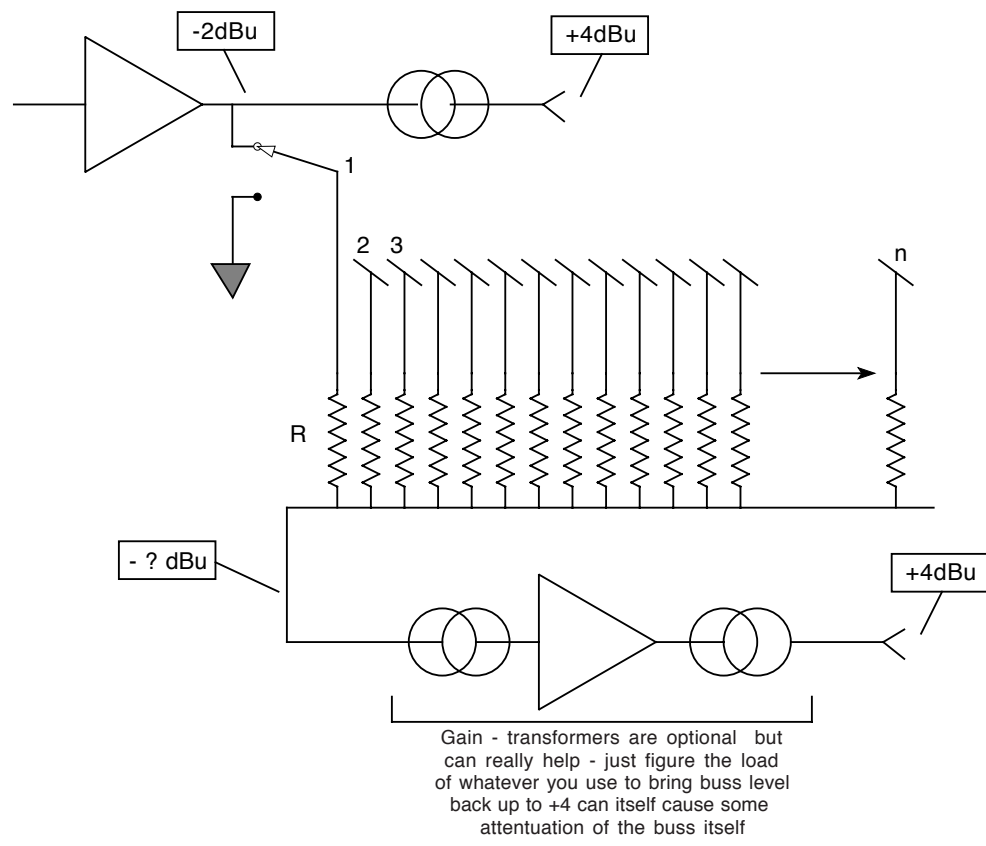 -2dBu
+4dBu
1
2 3
n
R
- ? dBu
+4dBu
Gain - transformers are optional but
can really help - just figure the load
of whatever you use to bring buss level
back up to +4 can itself cause some
attentuation of the buss itself